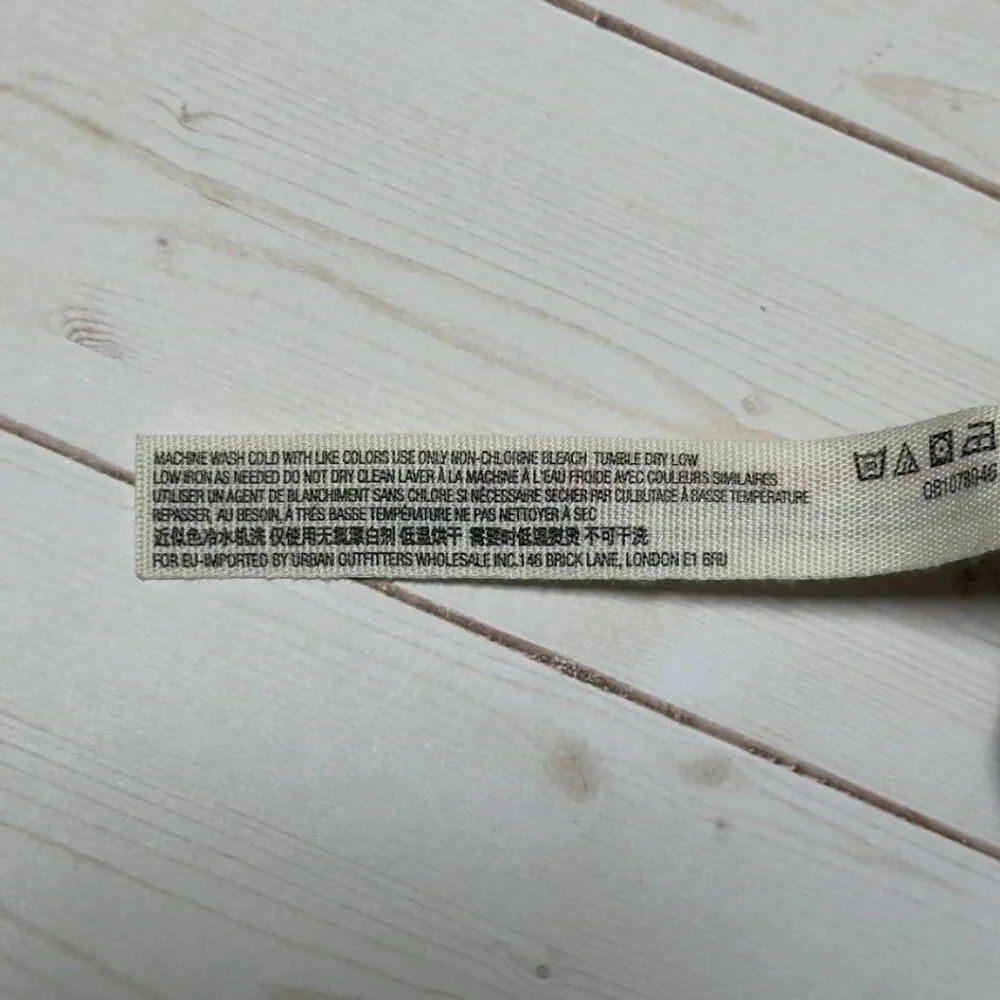 MACHINE WASH COLD WITH LIKE COLORS USE ONLY NON-CHLORINE BLEACH TUMBLE DRY LOW
LOW IRON AS NEEDED DO NOT DRY CLEAN LAVER À LA MACHINE À L'EAU FROIDE AVEC COULEURS SIMILAIRES
UTILISER UN AGENT DE BLANCHIMENT SANS CHLORE SI NÉCESSAIRE SECHER PAR CULBUTAGE À BASSE TEMPÉRATURE
REPASSER, AU BESOIN, À TRÉS BASSE TEMPÉRATURE NE PAS NETTOYER À SEC
近似色冷水机洗 仅使用无氯漂白剂 低温烘干 需要时低温熨烫 不可干洗
FOR EU-IMPORTED BY URBAN OUTFITTERS WHOLESALE INC.146 BRICK LANE, LONDON E1 6RU